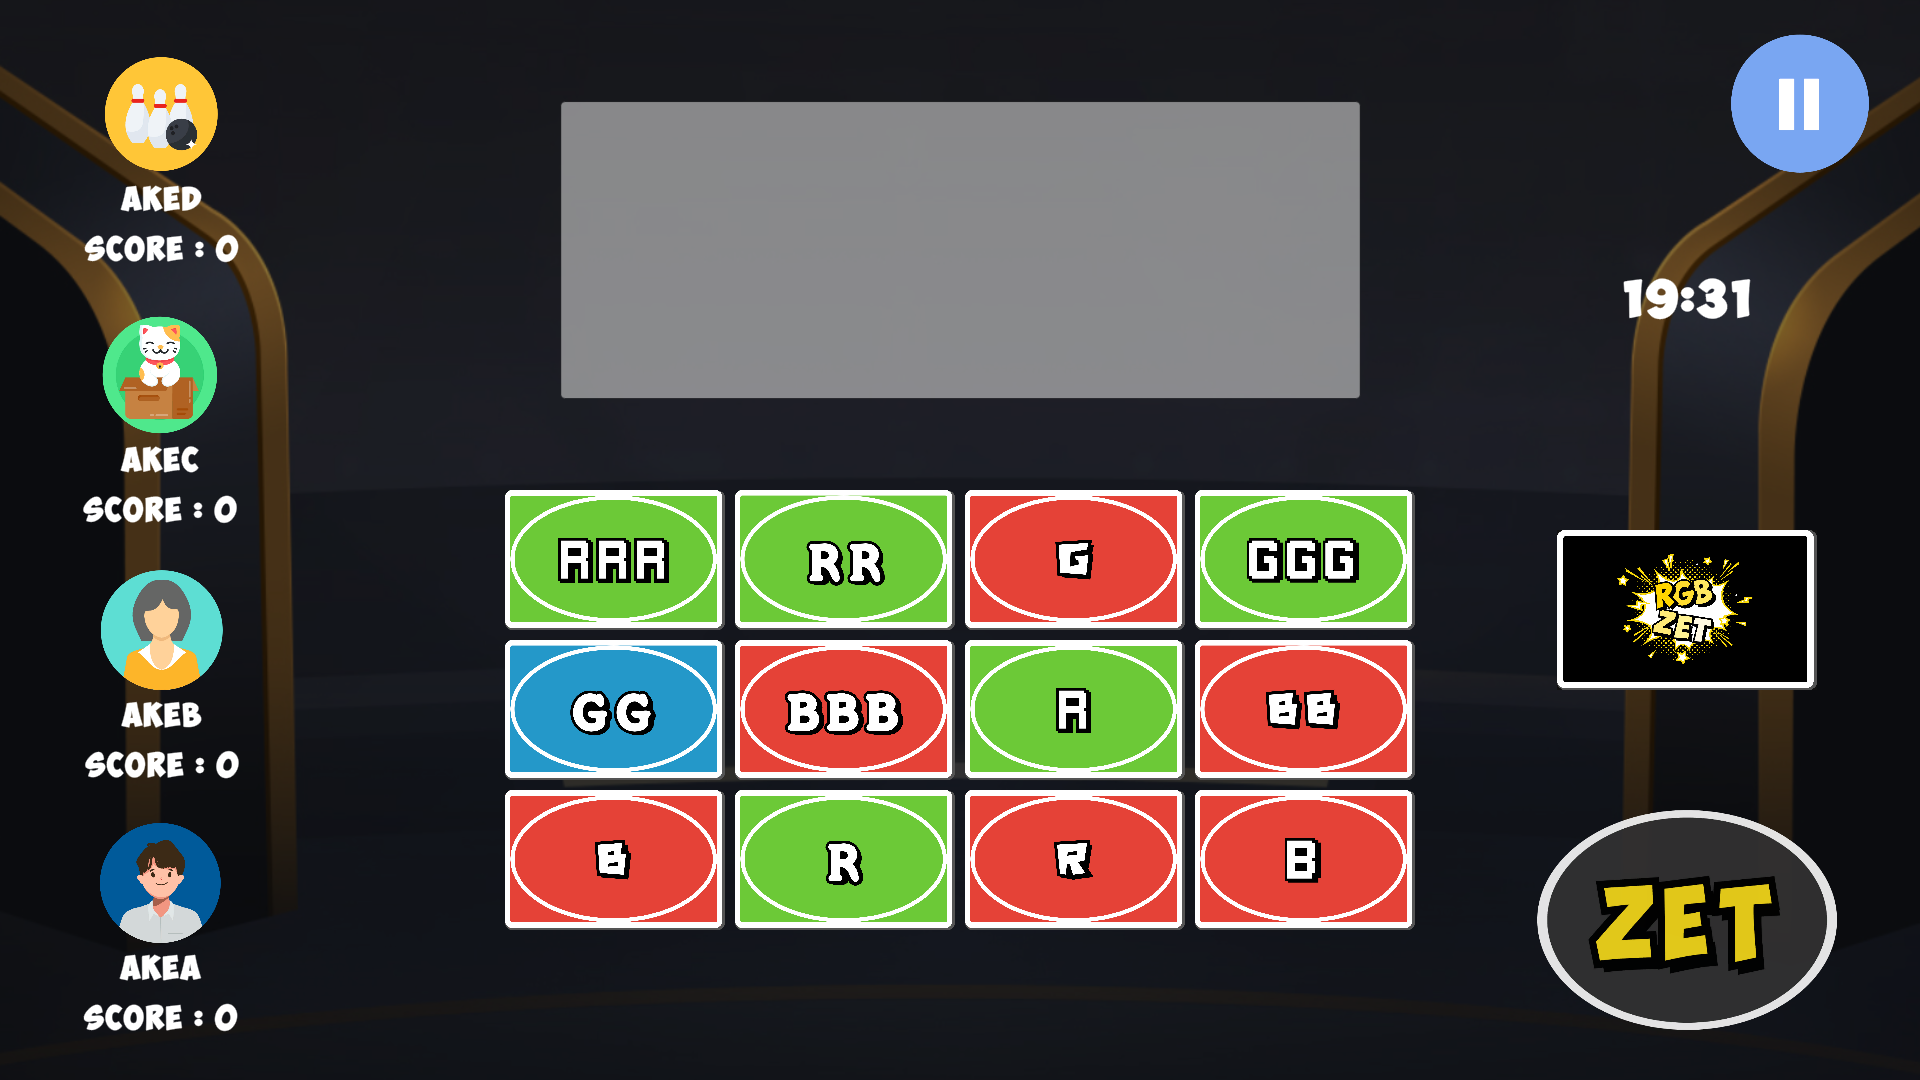 AKED
SCORE : 0
AKEC
SCORE : 0
AKEB
SCORE : 0
AKEA
SCORE : 0
RRR
RR
G
GGG
GG
BBB
R
BB
B
R
R
B
19:31
RGB
ZET
ZET